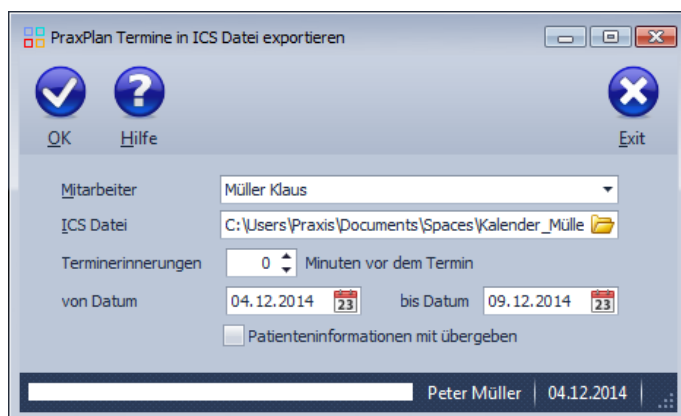 PraxPlan Termine in ICS Datei exportieren
OK Hilfe Exit
Mitarbeiter Müller Klaus
ICS Datei C:\Users\Praxis\Documents\Spaces\Kalender_Mülle
Terminerinnerungen 0 Minuten vor dem Termin
von Datum 04.12.2014 23 bis Datum 09.12.2014 23
Patienteninformationen mit übergeben
Peter Müller 04.12.2014